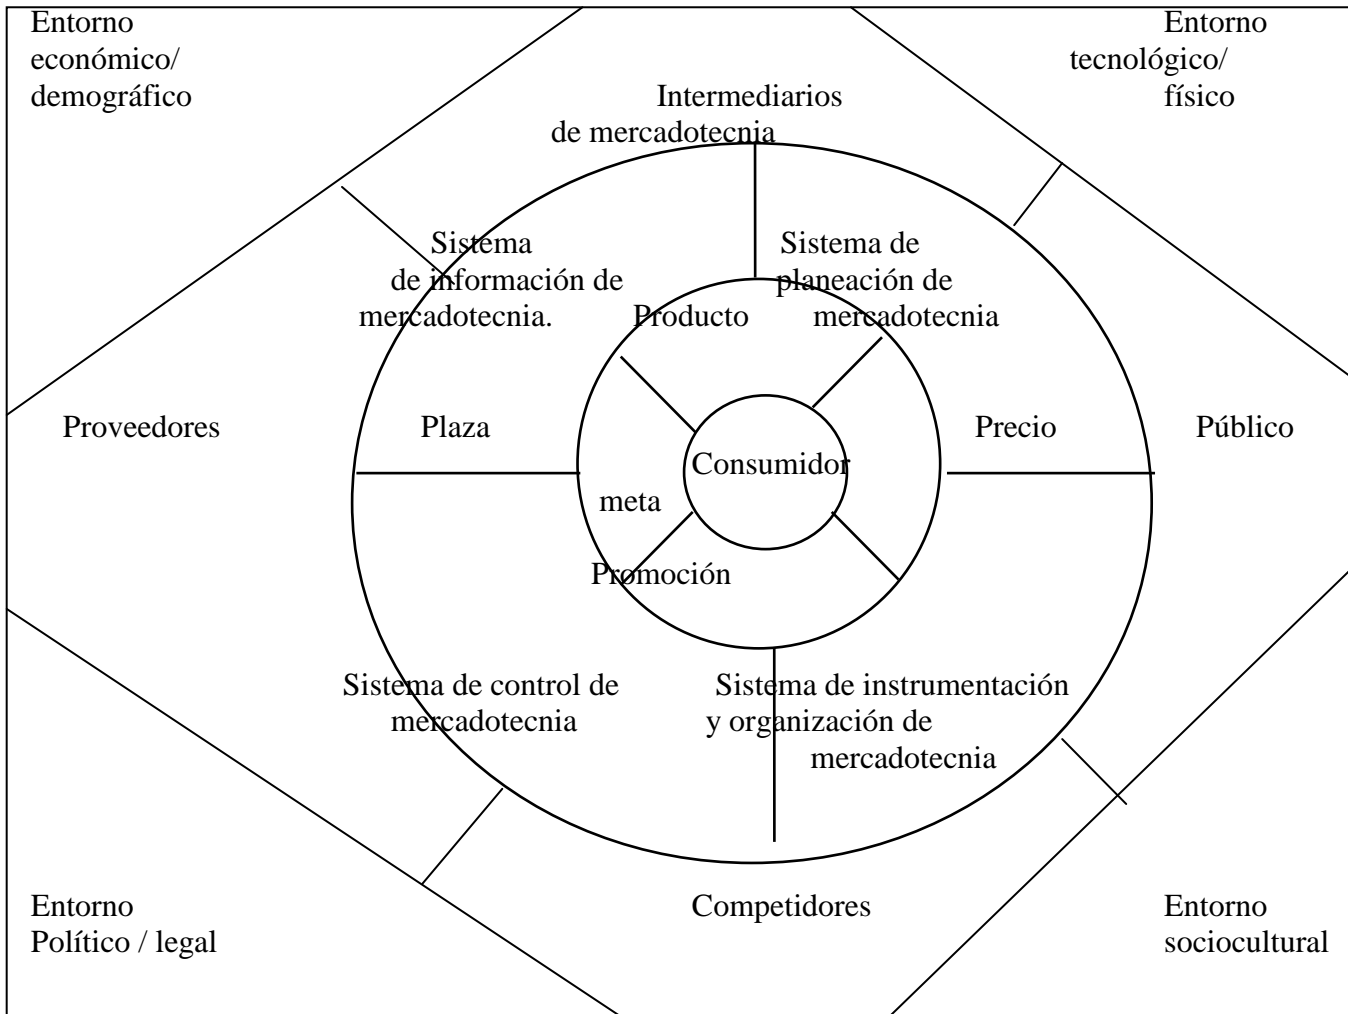 Entorno
económico/
demográfico
Entorno
tecnológico/
físico
Intermediarios
de mercadotecnia
Sistema
de información de
mercadotecnia.
Sistema de
planeación de
mercadotecnia
Producto
Proveedores
Plaza
Consumidor
meta
Precio
Público
Promoción
Sistema de control de
mercadotecnia
Sistema de instrumentación
y organización de
mercadotecnia
Entorno
Político / legal
Competidores
Entorno
sociocultural